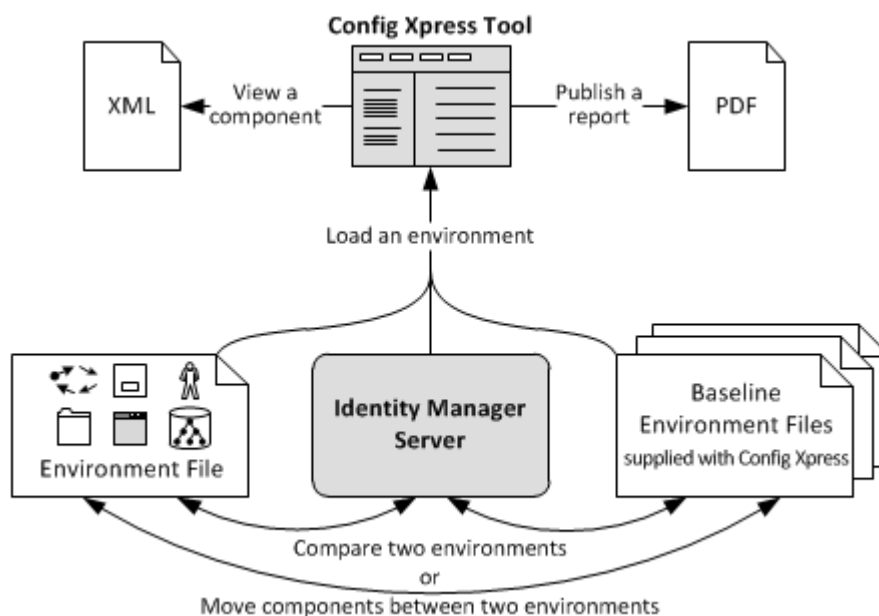 Config Xpress Tool
XML
View a
component
Publish a
report
PDF
Load an environment
Environment File
Identity Manager
Server
Baseline
Environment Files
supplied with Config Xpress
Compare two environments
or
Move components between two environments